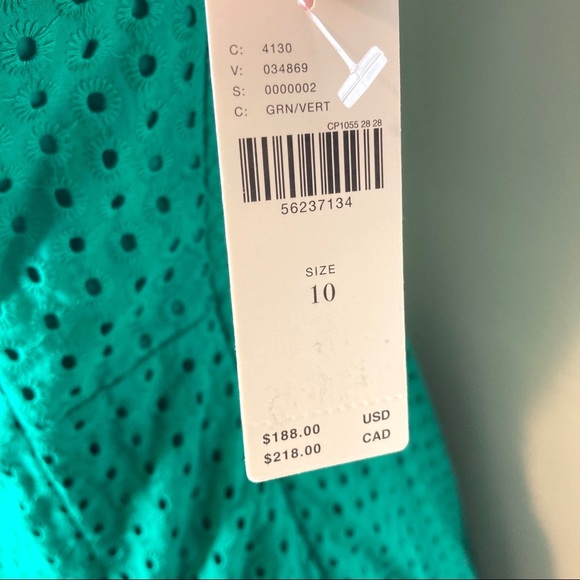 C: 4130
V: 034869
S: 0000002
C: GRN/VERT
CP1055 28 28
56237134
SIZE
10
$188.00 USD
$218.00 CAD